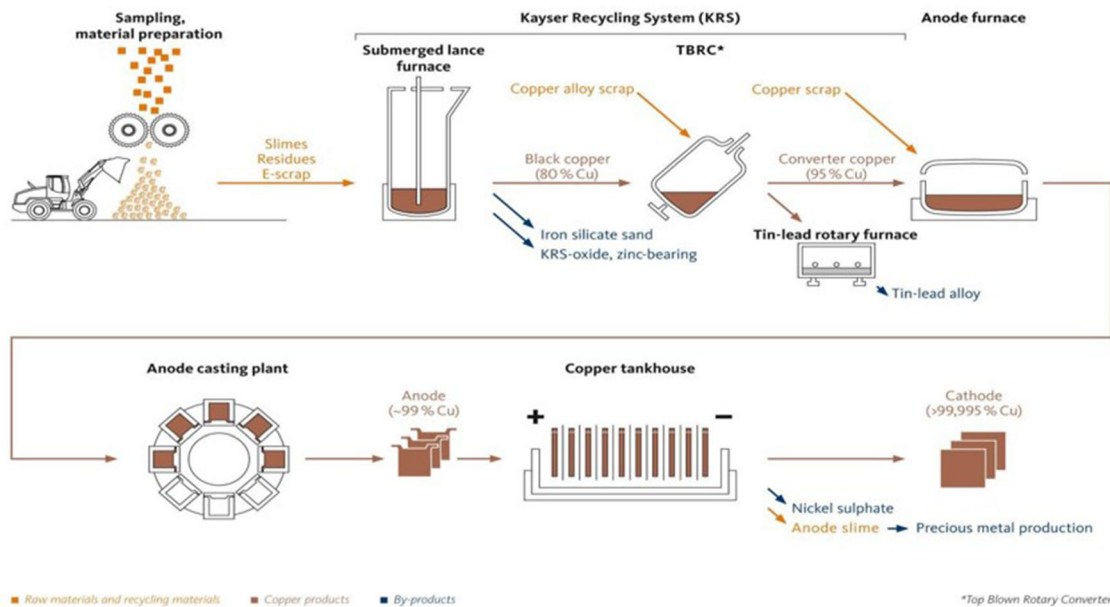 Sampling,
material preparation
Kayser Recycling System (KRS)
Anode furnace
Submerged lance
furnace
TBRC*
Copper alloy scrap
Copper scrap
Slimes
Residues
E-scrap
Black copper
(80 % Cu)
Converter copper
(95 % Cu)
Iron silicate sand
KRS-oxide, zinc-bearing
Tin-lead rotary furnace
Tin-lead alloy
Anode casting plant
Copper tankhouse
Anode
(~99 % Cu)
+
−
Cathode
(>99,995 % Cu)
Nickel sulphate
Anode slime
Precious metal production
Raw materials and recycling materials
Copper products
By-products
*Top Blown Rotary Converter